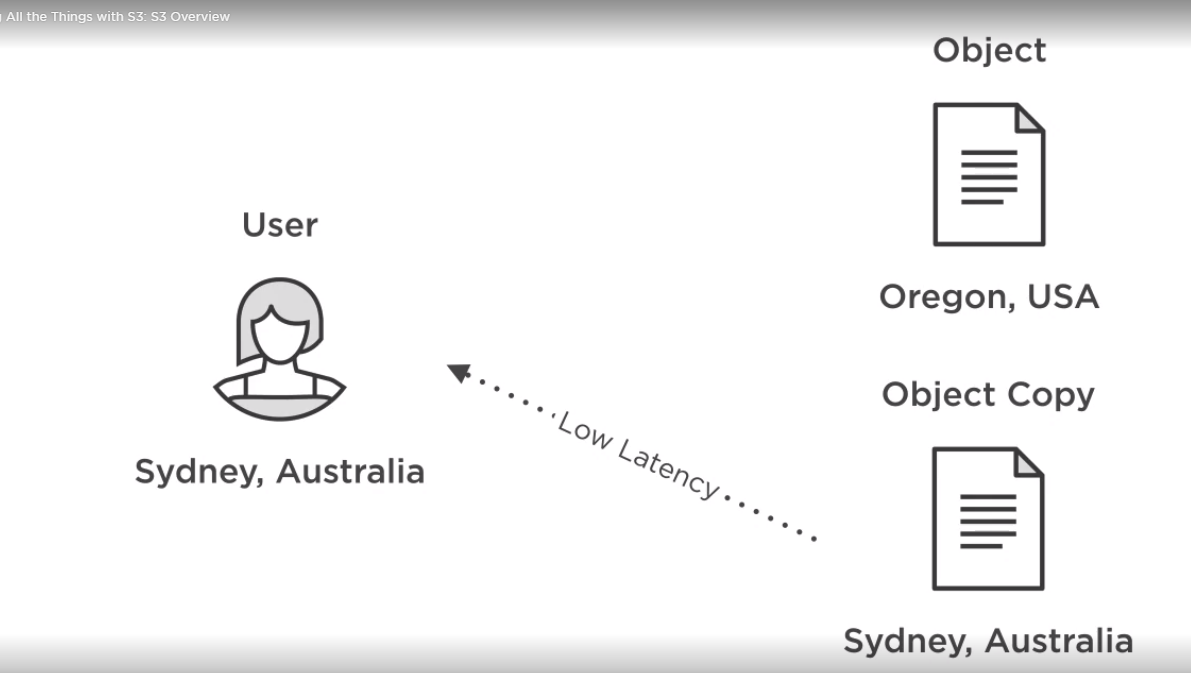 All the Things with S3: S3 Overview
Object
User
Oregon, USA
Object Copy
Low Latency
Sydney, Australia
Sydney, Australia